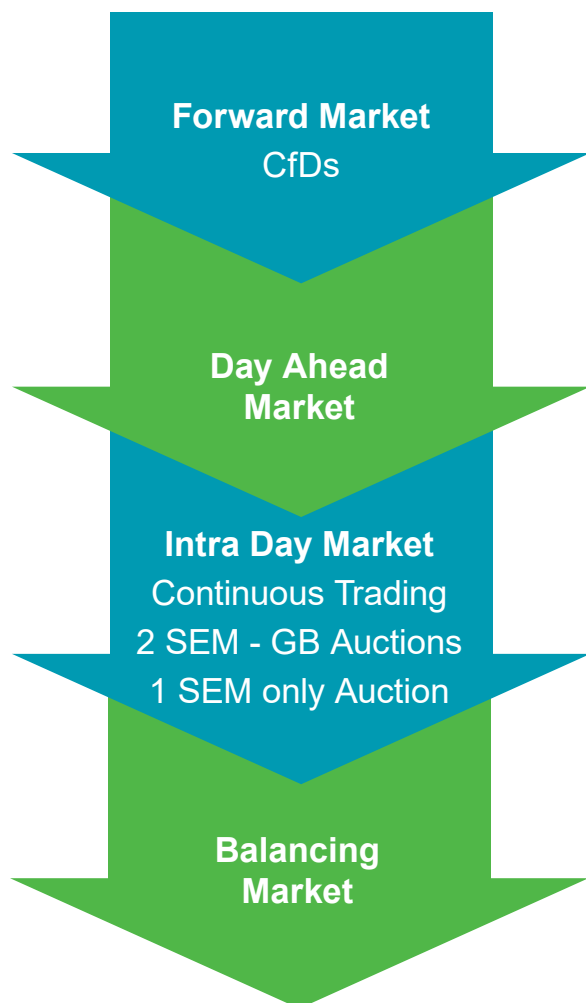 Forward Market
CfDs
Day Ahead
Market
Intra Day Market
Continuous Trading
2 SEM - GB Auctions
1 SEM only Auction
Balancing
Market